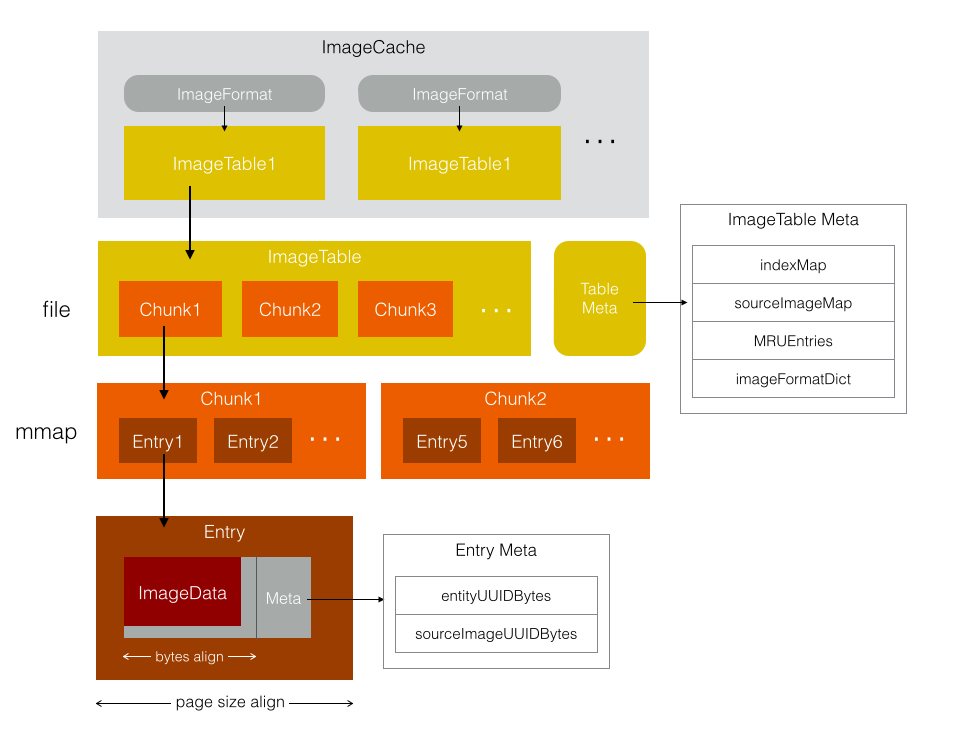 ImageCache
ImageFormat
ImageFormat
ImageTable1
ImageTable1
...
ImageTable Meta
indexMap
sourceImageMap
MRUEntries
imageFormatDict
file
ImageTable
Chunk1
Chunk2
Chunk3
...
Table
Meta
mmap
Chunk1
Entry1
Entry2
...
Chunk2
Entry5
Entry6
...
Entry
ImageData
Meta
bytes align
page size align
Entry Meta
entityUUIDBytes
sourceImageUUIDBytes